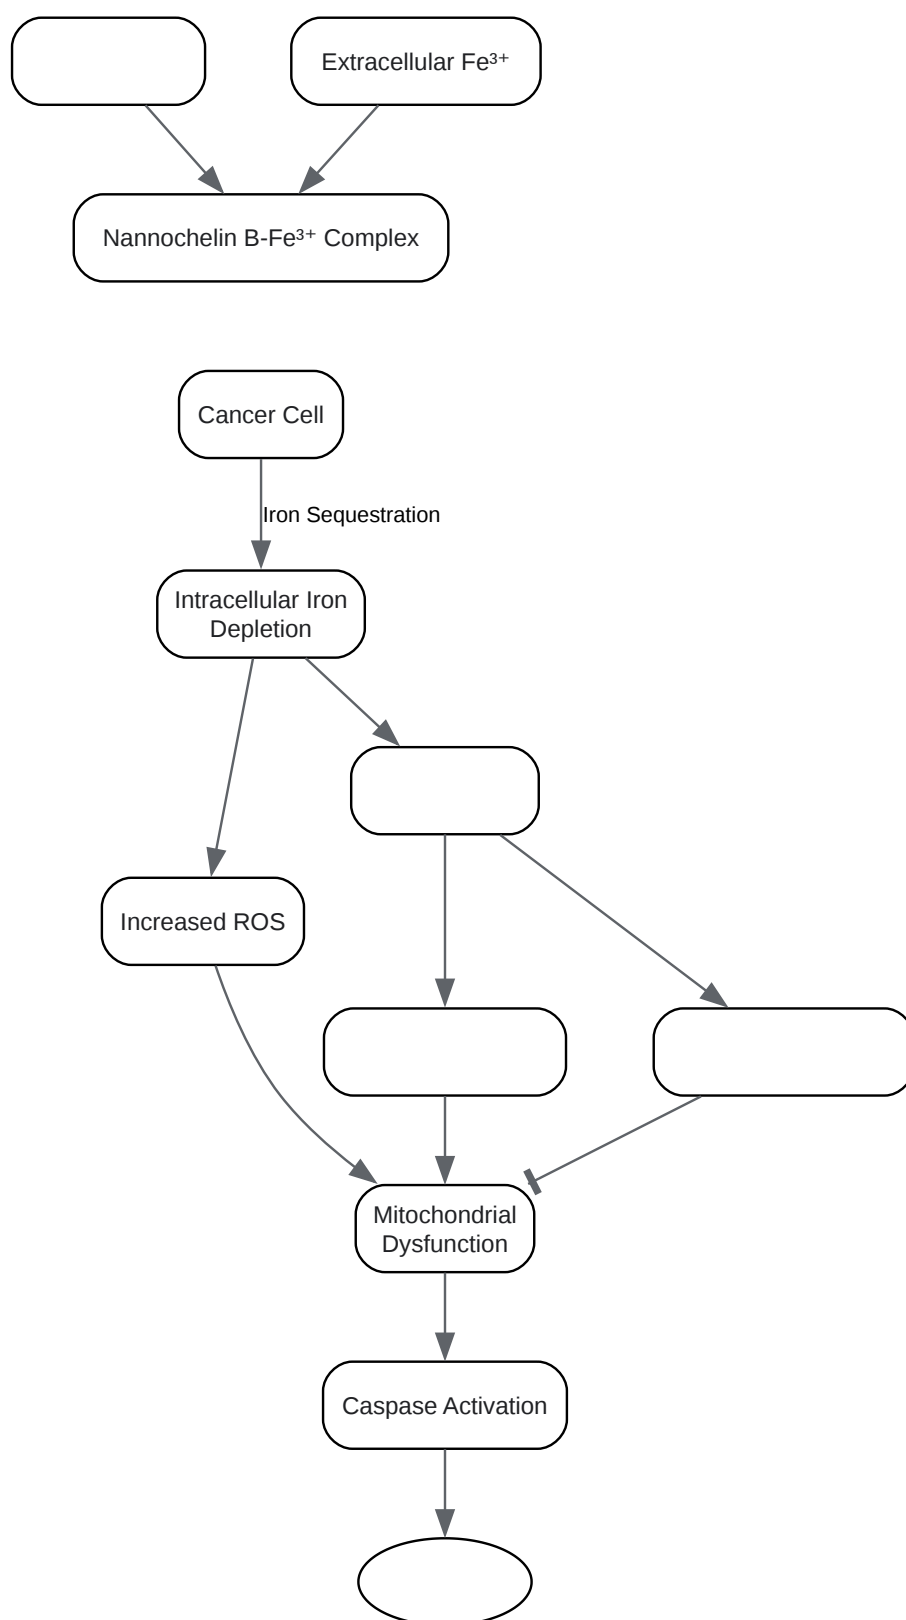 Extracellular Fe³⁺
Nannochelin B-Fe³⁺ Complex
Cancer Cell
Iron Sequestration
Intracellular Iron
Depletion
Increased ROS
Mitochondrial
Dysfunction
Caspase Activation